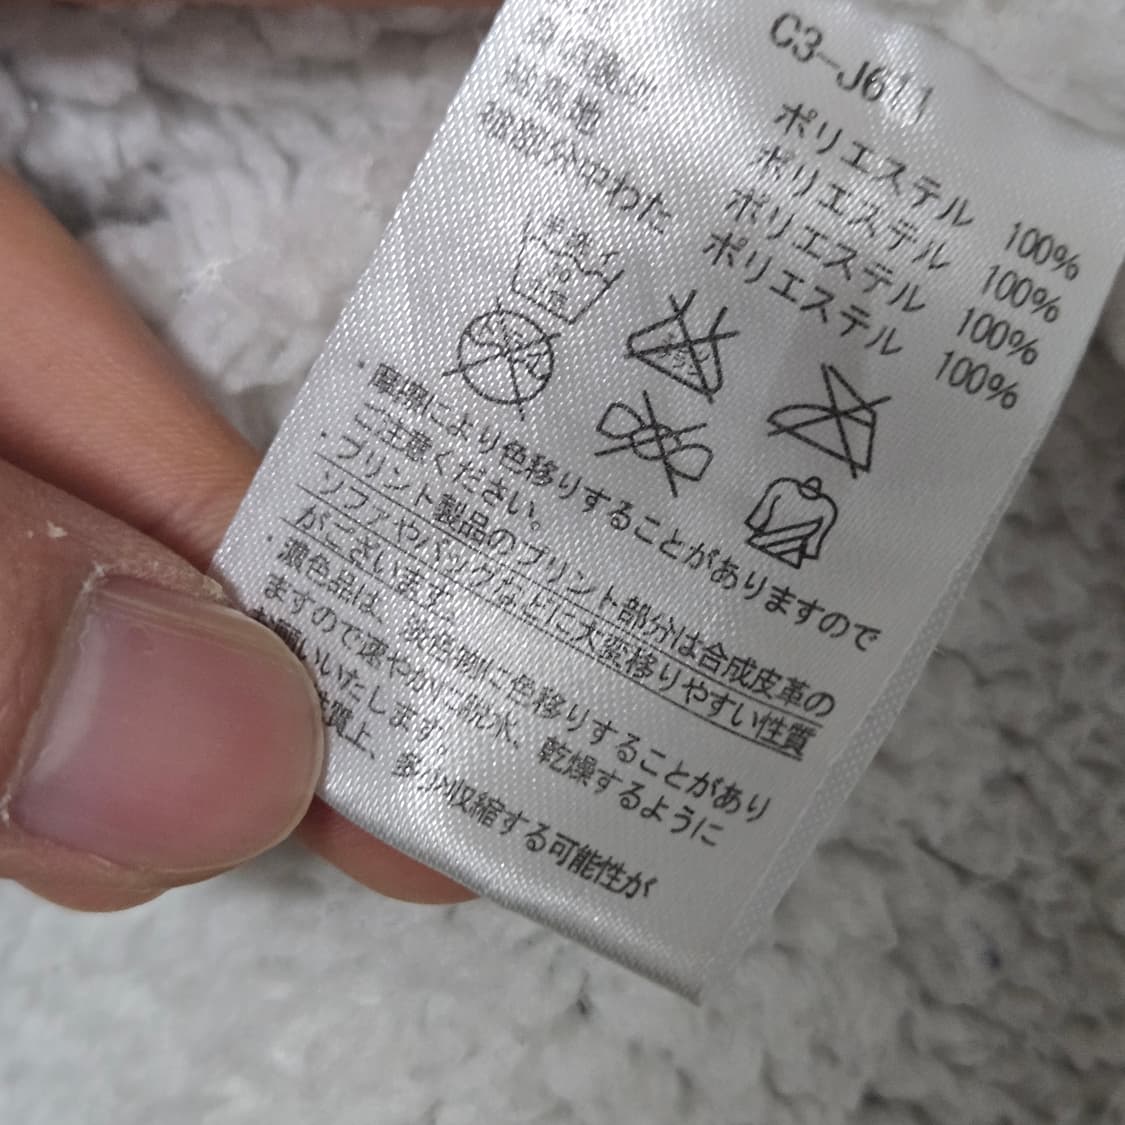 C3-J611
ポリエステル 100%
ポリエステル 100%
ポリエステル 100%
中わた ポリエステル 100%
により色移りすることがありますので
ご注意ください。
・プリント製品のプリント部分は合成皮革の
ソファやバッグなどに大変移りやすい性質
がございます。
・濃色品は、洗濯時に色移りすることがあり
ますので速やかに脱水、乾燥するように
お願いいたします。
性質上、多少収縮する可能性が